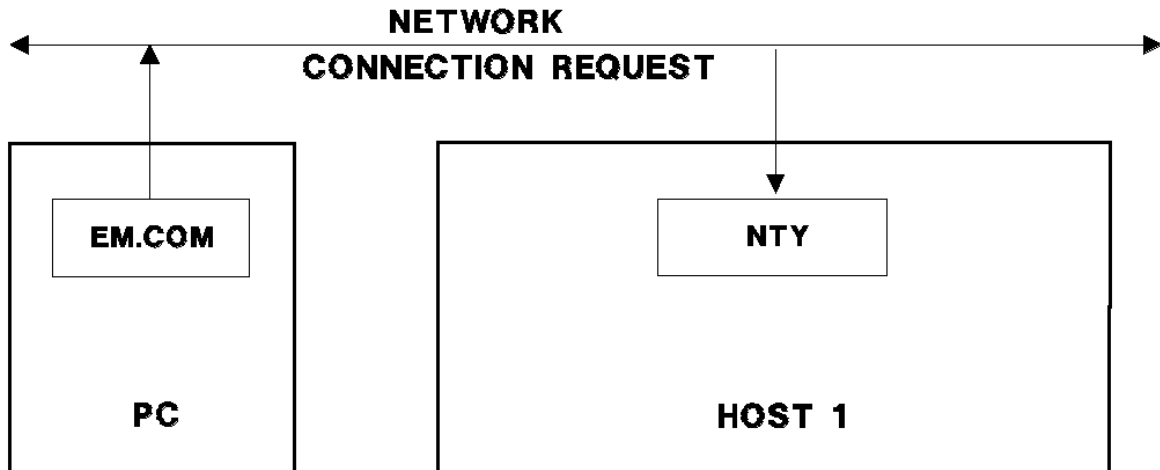 NETWORK
CONNECTION REQUEST
EM.COM
NTY
PC
HOST 1